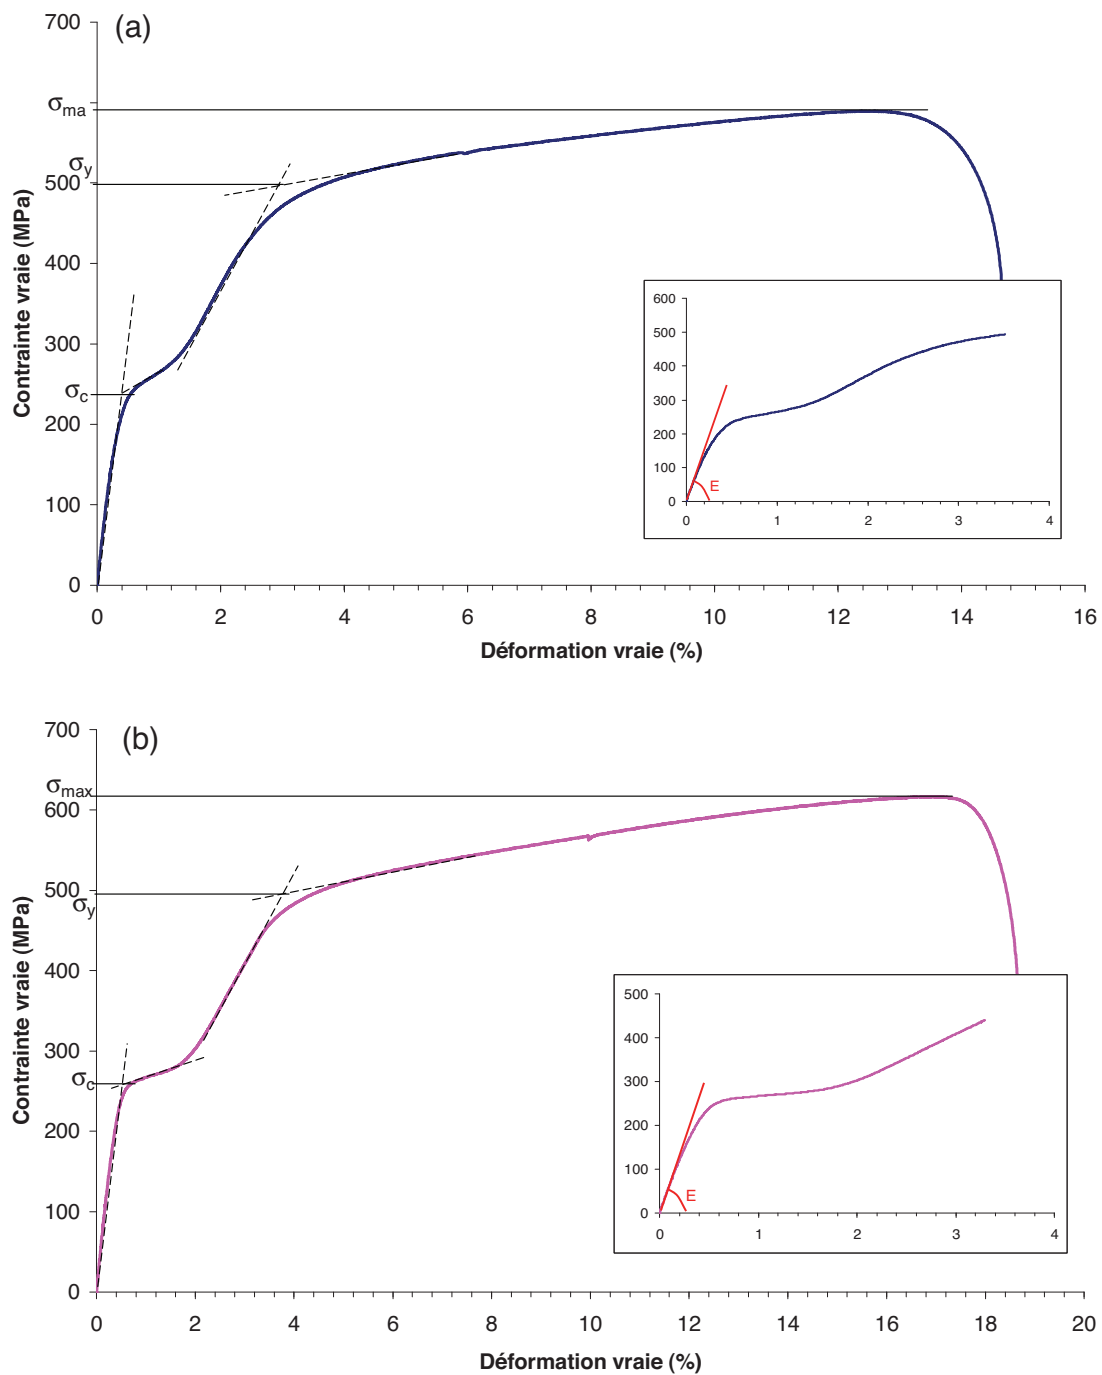 (a)
700
σma
σy
500
400
300
σc
200
100
0
Contrainte vraie (MPa)
0 2 4 6 8 10 12 14 16
Déformation vraie (%)
600
500
400
300
200
100
0
E
0 1 2 3 4
(b)
700
σmax
600
500
σy
400
300
σc
200
100
0
Contrainte vraie (MPa)
0 2 4 6 8 10 12 14 16 18 20
Déformation vraie (%)
500
400
300
200
100
0
E
0 1 2 3 4